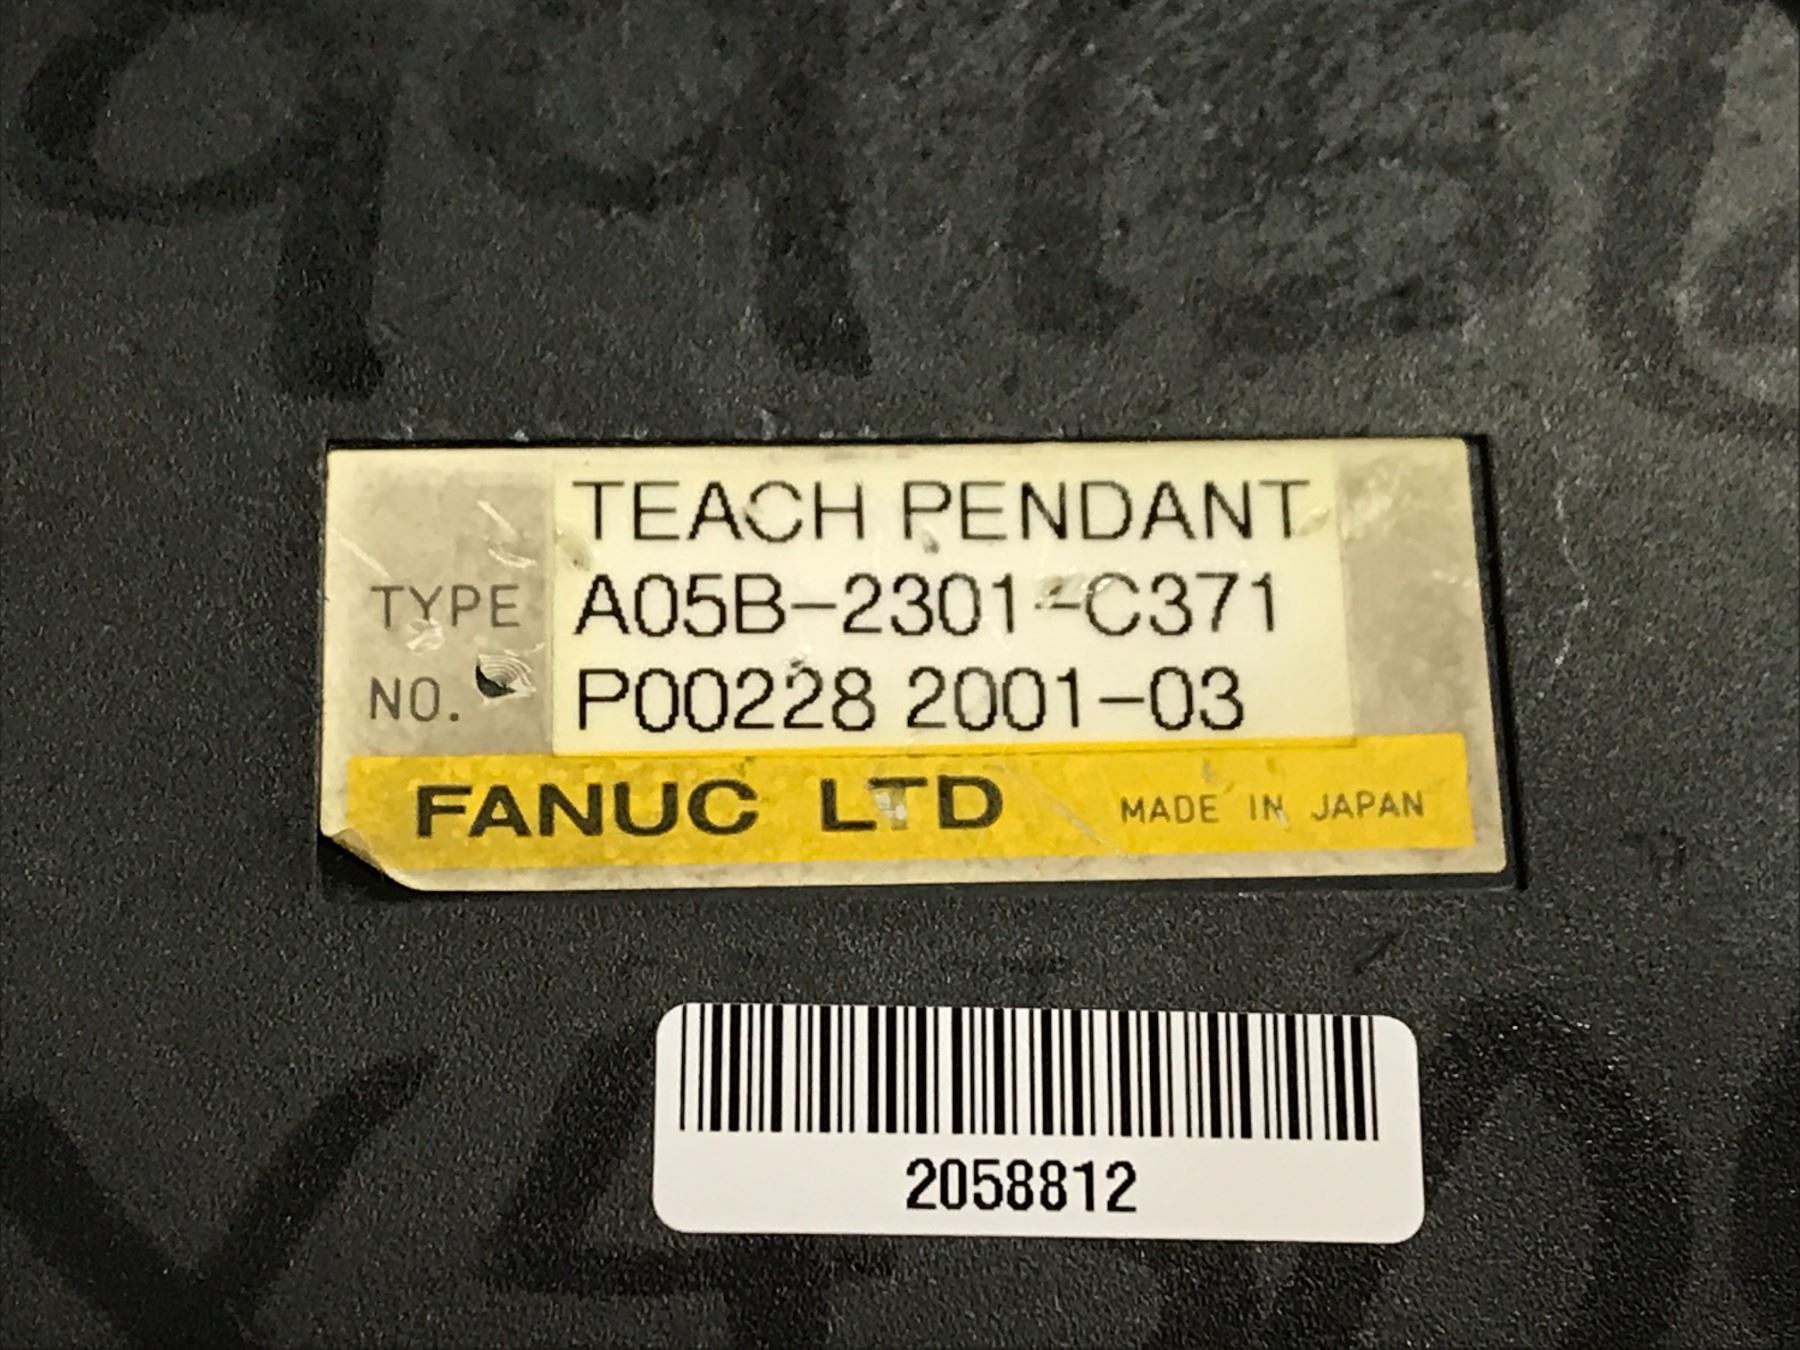 TEACH PENDANT
TYPE A05B-2301-C371
NO. P00228 2001-03
FANUC LTD MADE IN JAPAN
2058812